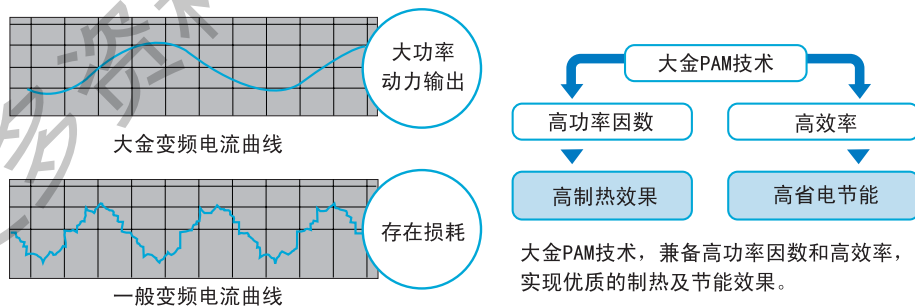 大功率
动力输出
大金变频电流曲线
存在损耗
一般变频电流曲线
大金PAM技术
高功率因数
高效率
高制热效果
高省电节能
大金PAM技术，兼备高功率因数和高效率，
实现优质的制热及节能效果。
多资料